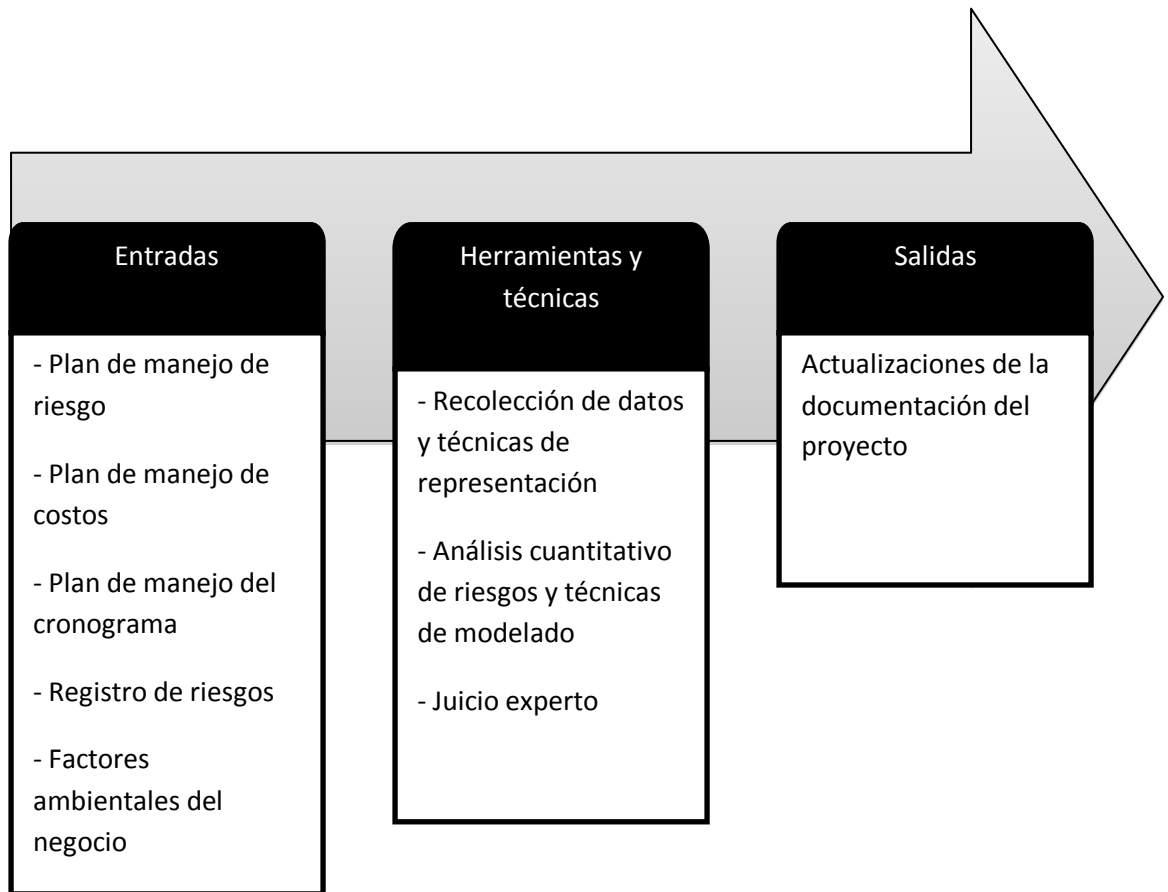 Entradas
- Plan de manejo de
riesgo
- Plan de manejo de
costos
- Plan de manejo del
cronograma
- Registro de riesgos
- Factores
ambientales del
negocio
Herramientas y
técnicas
- Recolección de datos
y técnicas de
representación
- Análisis cuantitativo
de riesgos y técnicas
de modelado
- Juicio experto
Salidas
Actualizaciones de la
documentación del
proyecto